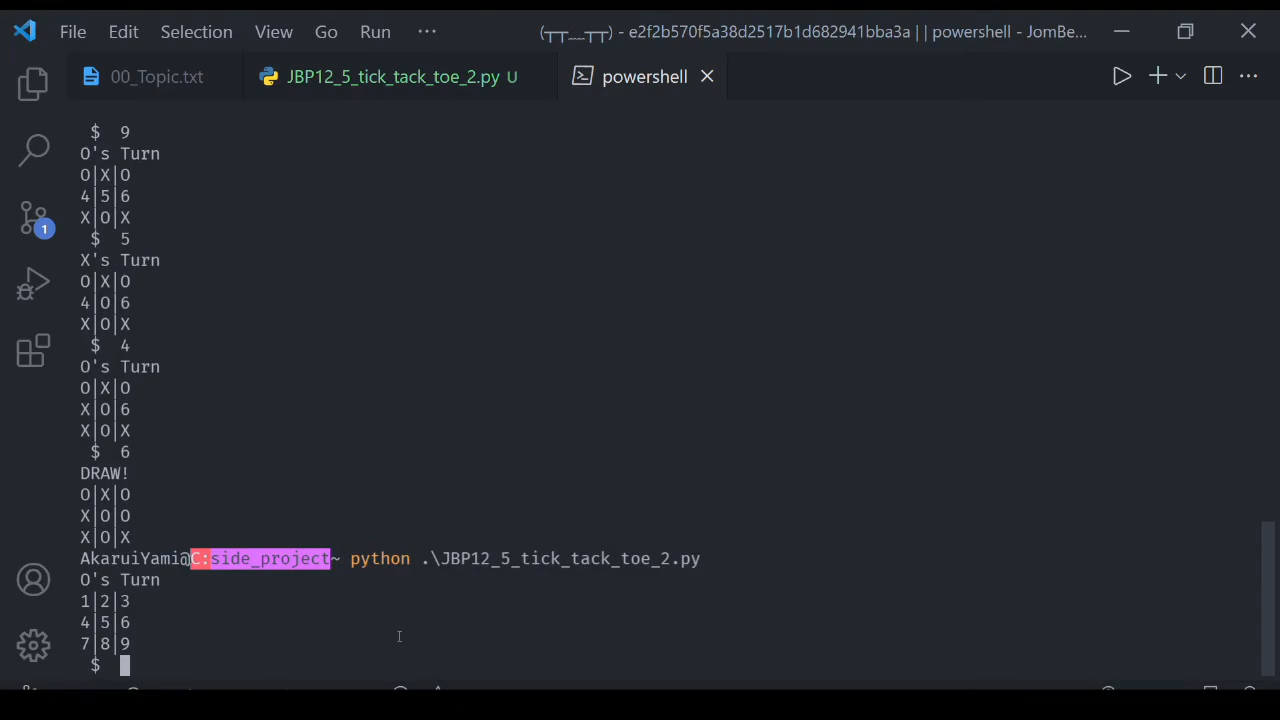 File Edit Selection View Go Run ··· (┬┬﹏┬┬) - e2f2b570f5a38d2517b1d682941bba3a || powershell - JomBe...
00_Topic.txt JBP12_5_tick_tack_toe_2.py U powershell
$ 9
O's Turn
O|X|O
4|5|6
X|O|X
$ 5
X's Turn
O|X|O
4|O|6
X|O|X
$ 4
O's Turn
O|X|O
X|O|6
X|O|X
$ 6
DRAW!
O|X|O
X|O|O
X|O|X
AkaruiYami@C:side_project~ python .\JBP12_5_tick_tack_toe_2.py
O's Turn
1|2|3
4|5|6
7|8|9
$
1